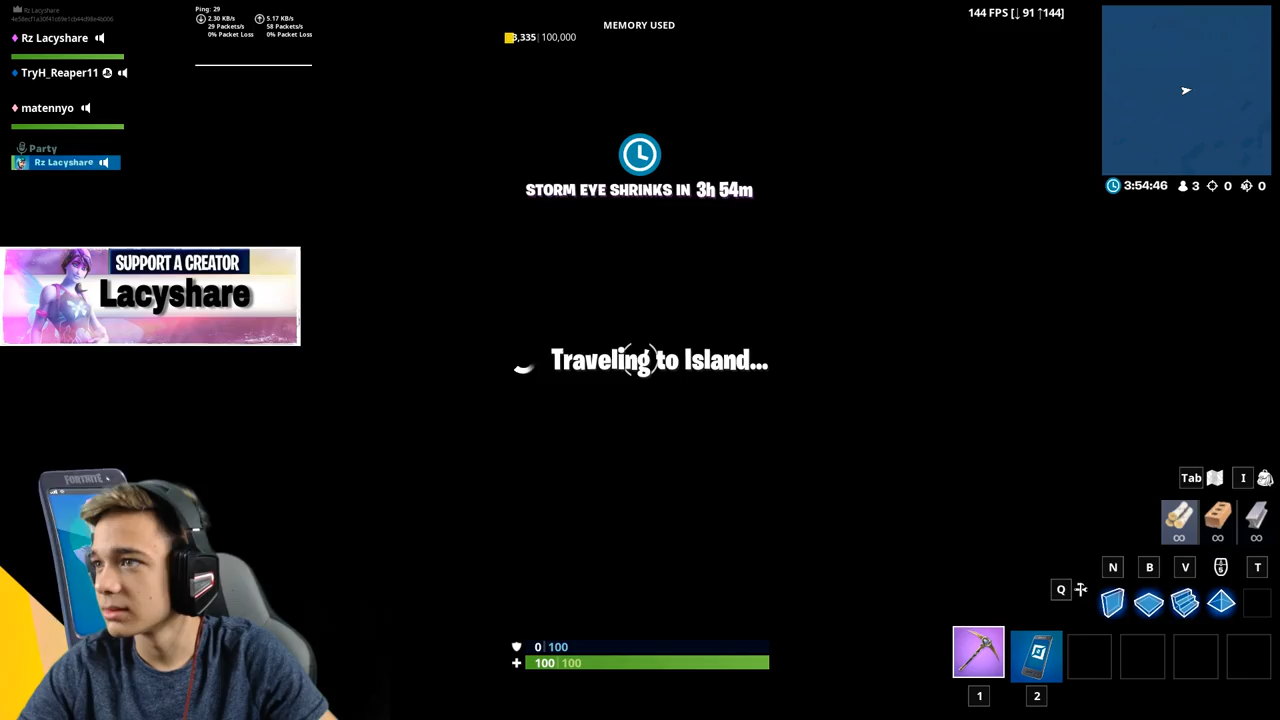 Rz Lacyshare
Rz Lacyshare
TryH_Reaper11
matennyo
Party
Rz Lacyshare
Ping: 29
2.30 KB/s
29 Packets/s
0% Packet Loss
5.17 KB/s
58 Packets/s
0% Packet Loss
MEMORY USED
3,335 | 100,000
144 FPS [↓ 91 ↑144]
STORM EYE SHRINKS IN 3h 54m
3:54:46 3 0 0
SUPPORT A CREATOR
Lacyshare
Traveling to Island...
FORTNITE
Tab I
∞ ∞ ∞
N B V 5 T
Q
0 | 100
100 | 100
1 2